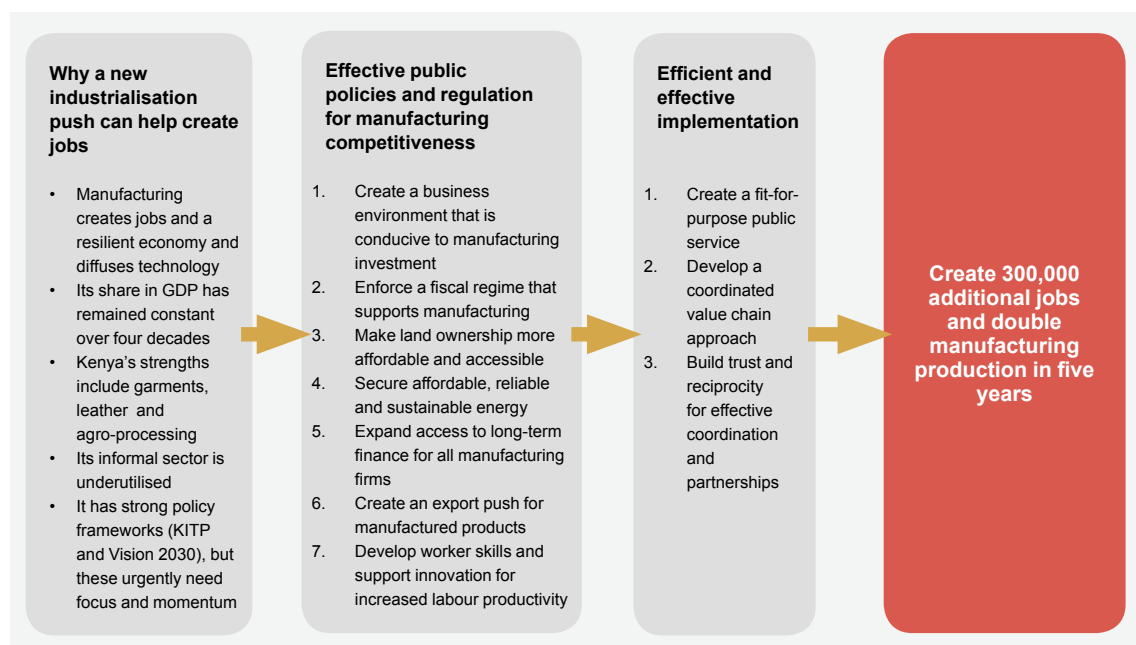 Why a new
industrialisation
push can help create
jobs
• Manufacturing
creates jobs and a
resilient economy and
diffuses technology
• Its share in GDP has
remained constant
over four decades
• Kenya’s strengths
include garments,
leather and
agro-processing
• Its informal sector is
underutilised
• It has strong policy
frameworks (KITP
and Vision 2030), but
these urgently need
focus and momentum
Effective public
policies and regulation
for manufacturing
competitiveness
1. Create a business
environment that is
conducive to manufacturing
investment
2. Enforce a fiscal regime that
supports manufacturing
3. Make land ownership more
affordable and accessible
4. Secure affordable, reliable
and sustainable energy
5. Expand access to long-term
finance for all manufacturing
firms
6. Create an export push for
manufactured products
7. Develop worker skills and
support innovation for
increased labour productivity
Efficient and
effective
implementation
1. Create a fit-for-
purpose public
service
2. Develop a
coordinated
value chain
approach
3. Build trust and
reciprocity
for effective
coordination
and
partnerships
Create 300,000
additional jobs
and double
manufacturing
production in five
years